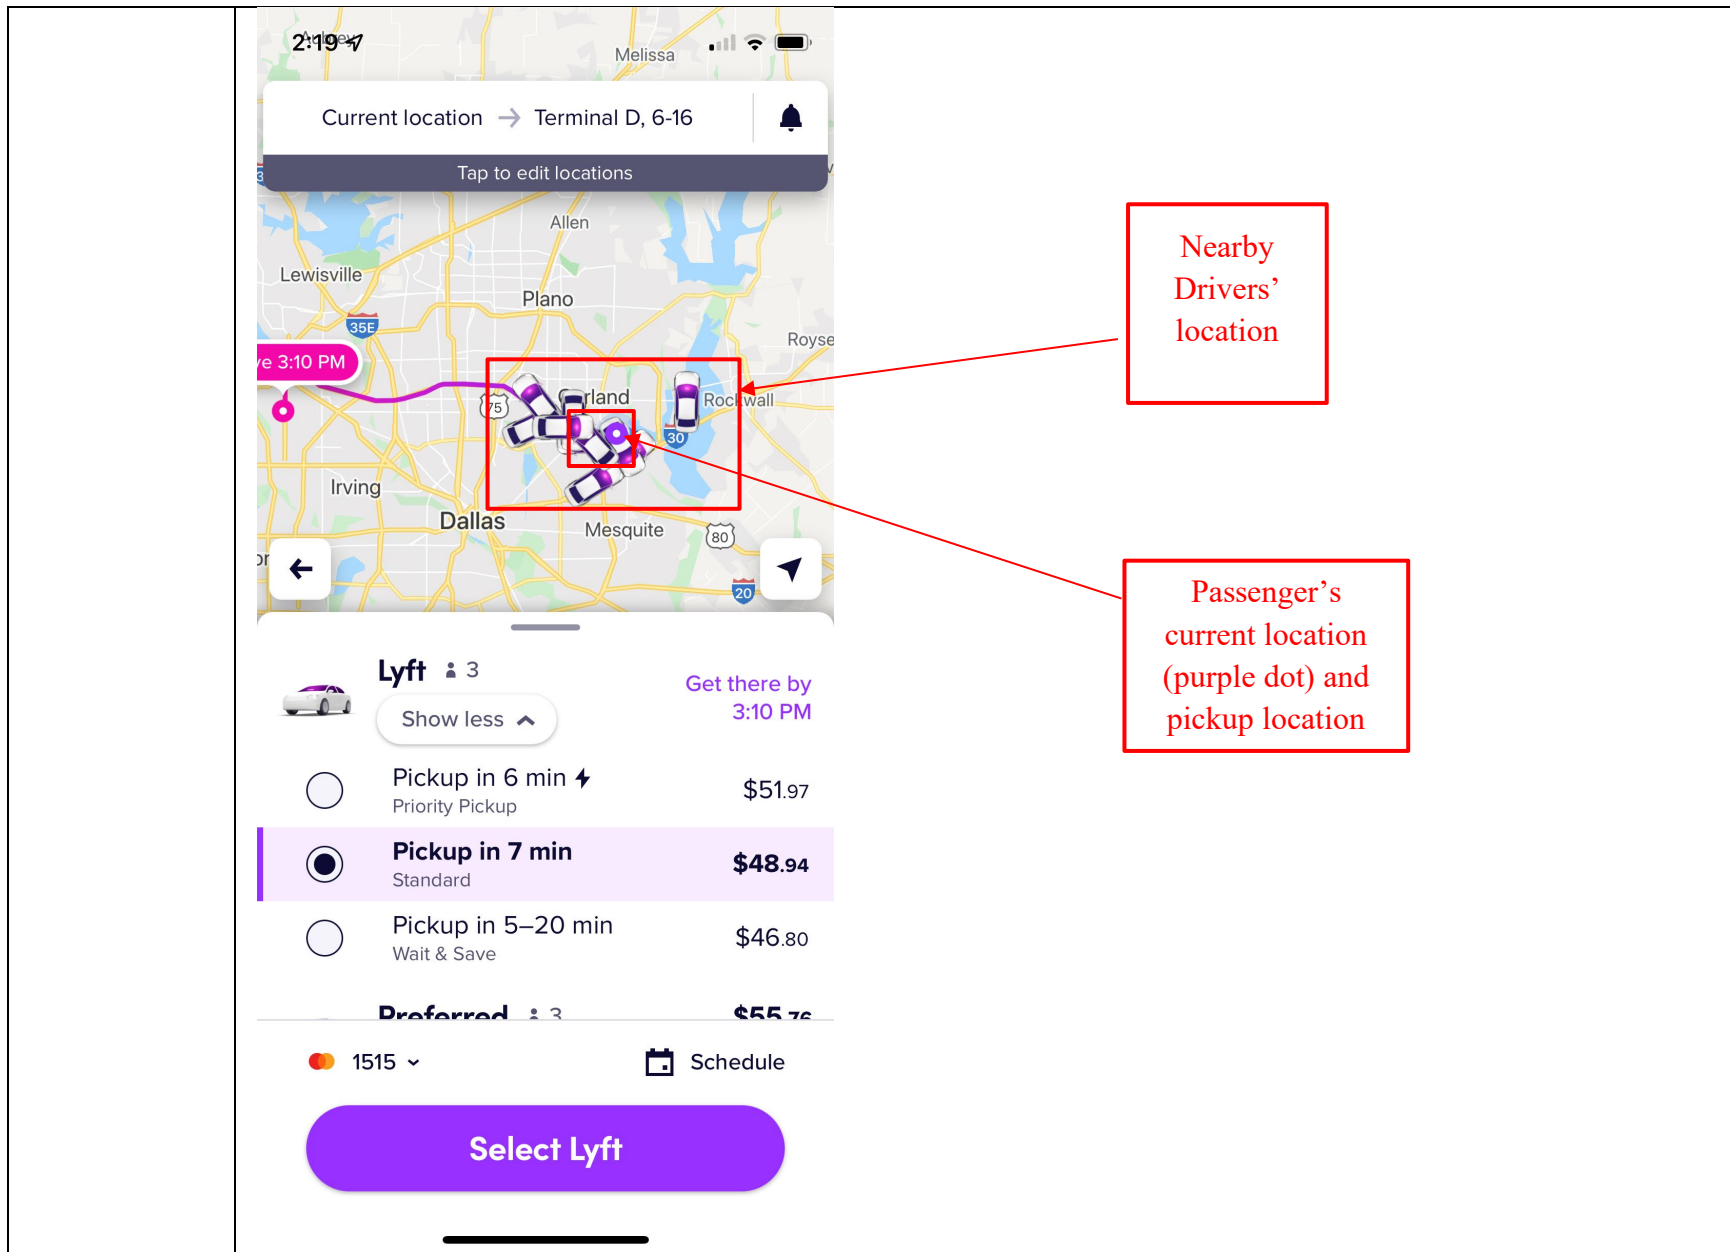 2:19
Aubrey
Melissa
Current location → Terminal D, 6-16
Tap to edit locations
Allen
Lewisville
Plano
35E
Royse
3:10 PM
75
rland
Rockwall
30
Irving
Dallas
Mesquite
80
20
Nearby
Drivers’
location
Passenger’s
current location
(purple dot) and
pickup location
Lyft 3
Show less
Get there by
3:10 PM
Pickup in 6 min
$51.97
Priority Pickup
Pickup in 7 min
$48.94
Standard
Pickup in 5–20 min
$46.80
Wait & Save
Preferred 3
$55.76
1515
Schedule
Select Lyft